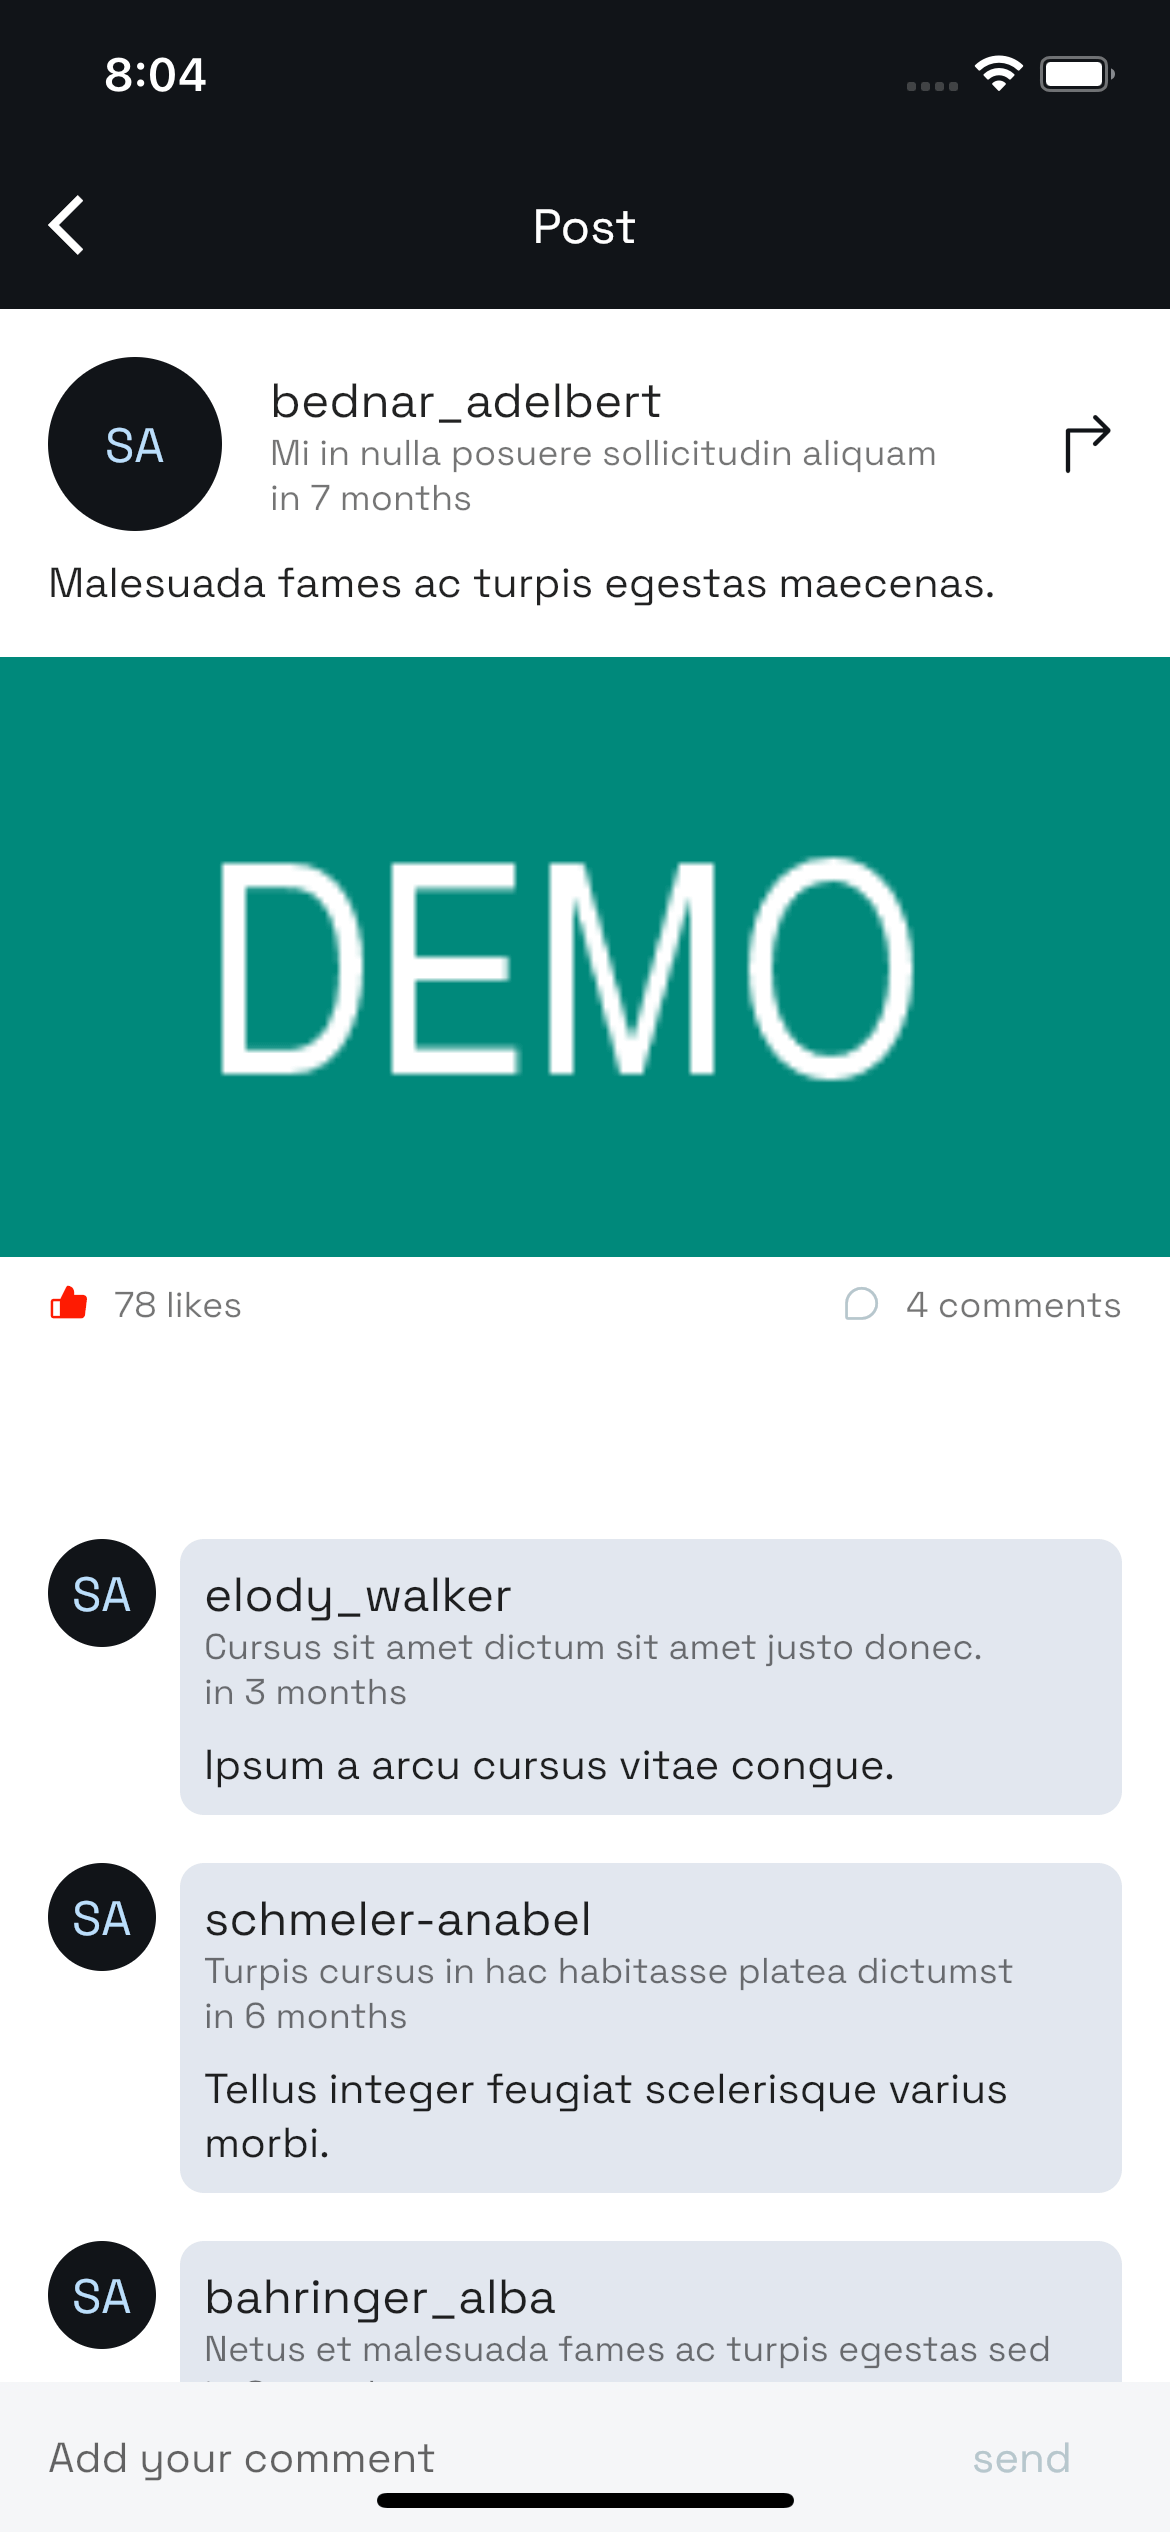 8:04
Post
SA
bednar_adelbert
Mi in nulla posuere sollicitudin aliquam
in 7 months
Malesuada fames ac turpis egestas maecenas.
DEMO
78 likes
4 comments
SA
elody_walker
Cursus sit amet dictum sit amet justo donec.
in 3 months
Ipsum a arcu cursus vitae congue.
SA
schmeler-anabel
Turpis cursus in hac habitasse platea dictumst
in 6 months
Tellus integer feugiat scelerisque varius
morbi.
SA
bahringer_alba
Netus et malesuada fames ac turpis egestas sed
Add your comment
send